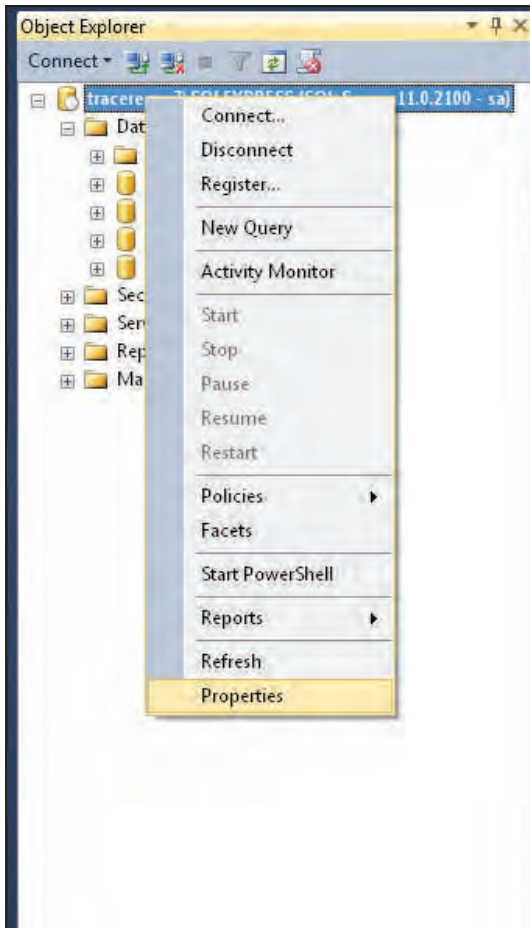 Object Explorer
Connect
tracere 11.0.2100 - sa)
Dat
Sec
Ser
Rep
Ma
Connect...
Disconnect
Register...
New Query
Activity Monitor
Start
Stop
Pause
Resume
Restart
Policies
Facets
Start PowerShell
Reports
Refresh
Properties